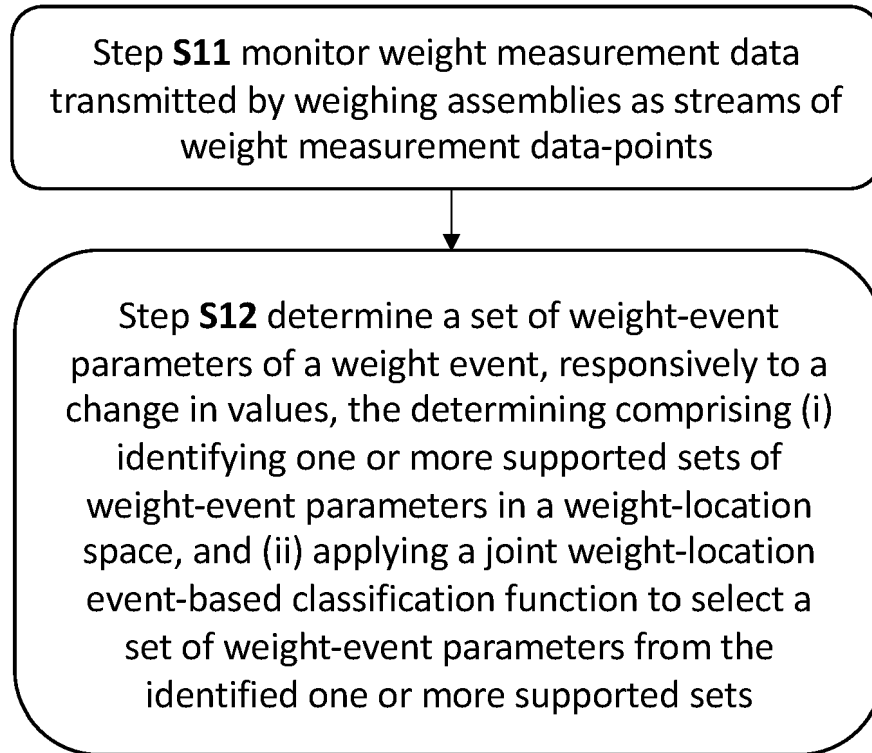 Step S11 monitor weight measurement data
transmitted by weighing assemblies as streams of
weight measurement data-points
Step S12 determine a set of weight-event
parameters of a weight event, responsively to a
change in values, the determining comprising (i)
identifying one or more supported sets of
weight-event parameters in a weight-location
space, and (ii) applying a joint weight-location
event-based classification function to select a
set of weight-event parameters from the
identified one or more supported sets